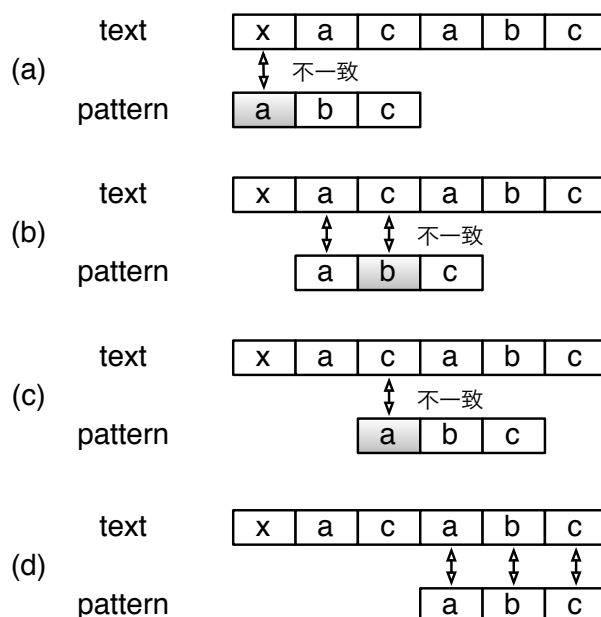 text x a c a b c
(a) 不一致
pattern a b c
text x a c a b c
(b) 不一致
pattern a b c
text x a c a b c
(c) 不一致
pattern a b c
text x a c a b c
(d)
pattern a b c